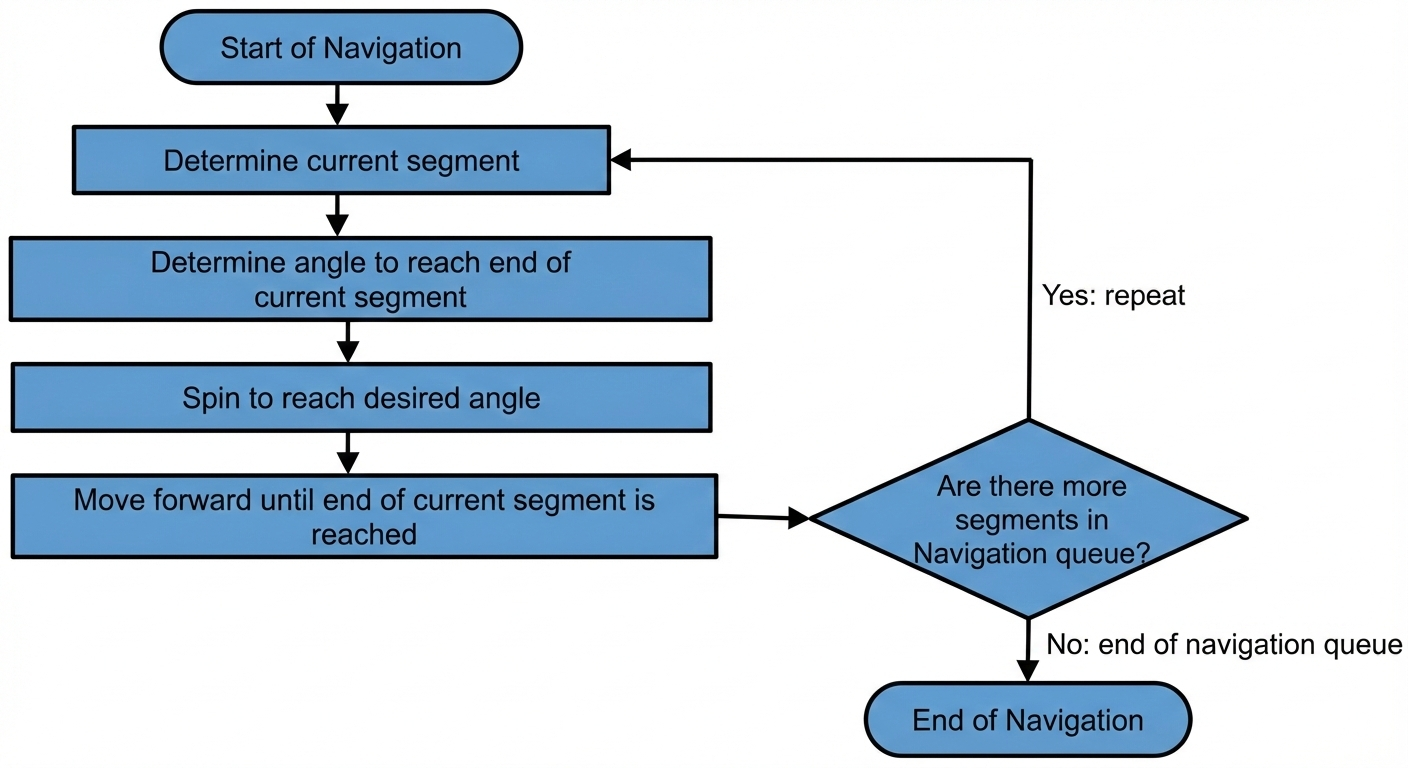 Start of Navigation
Determine current segment
Determine angle to reach end of
current segment
Yes: repeat
Spin to reach desired angle
Move forward until end of current segment is
reached
Are there more
segments in
Navigation queue?
No: end of navigation queue
End of Navigation